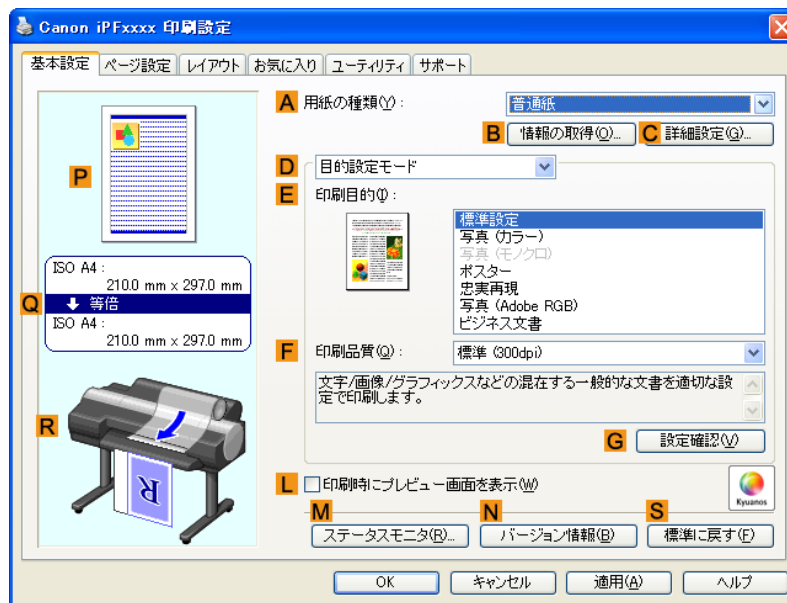 Canon iPFxxxx 印刷設定
基本設定 ページ設定 レイアウト お気に入り ユーティリティ サポート
A 用紙の種類(Y): 普通紙
B 情報の取得(O)... C 詳細設定(G)...
P
D 目的設定モード
E 印刷目的(I):
標準設定
写真 (カラー)
写真 (モノクロ)
ポスター
忠実再現
写真 (Adobe RGB)
ビジネス文書
ISO A4 :
210.0 mm x 297.0 mm
Q 等倍
ISO A4 :
210.0 mm x 297.0 mm
F 印刷品質(Q): 標準 (300dpi)
文字/画像/グラフィックスなどの混在する一般的な文書を適切な設
定で印刷します。
R
G 設定確認(V)
R
L 印刷時にプレビュー画面を表示(W)
Kyuanos
M N S
ステータスモニタ(R)... バージョン情報(B) 標準に戻す(F)
OK キャンセル 適用(A) ヘルプ